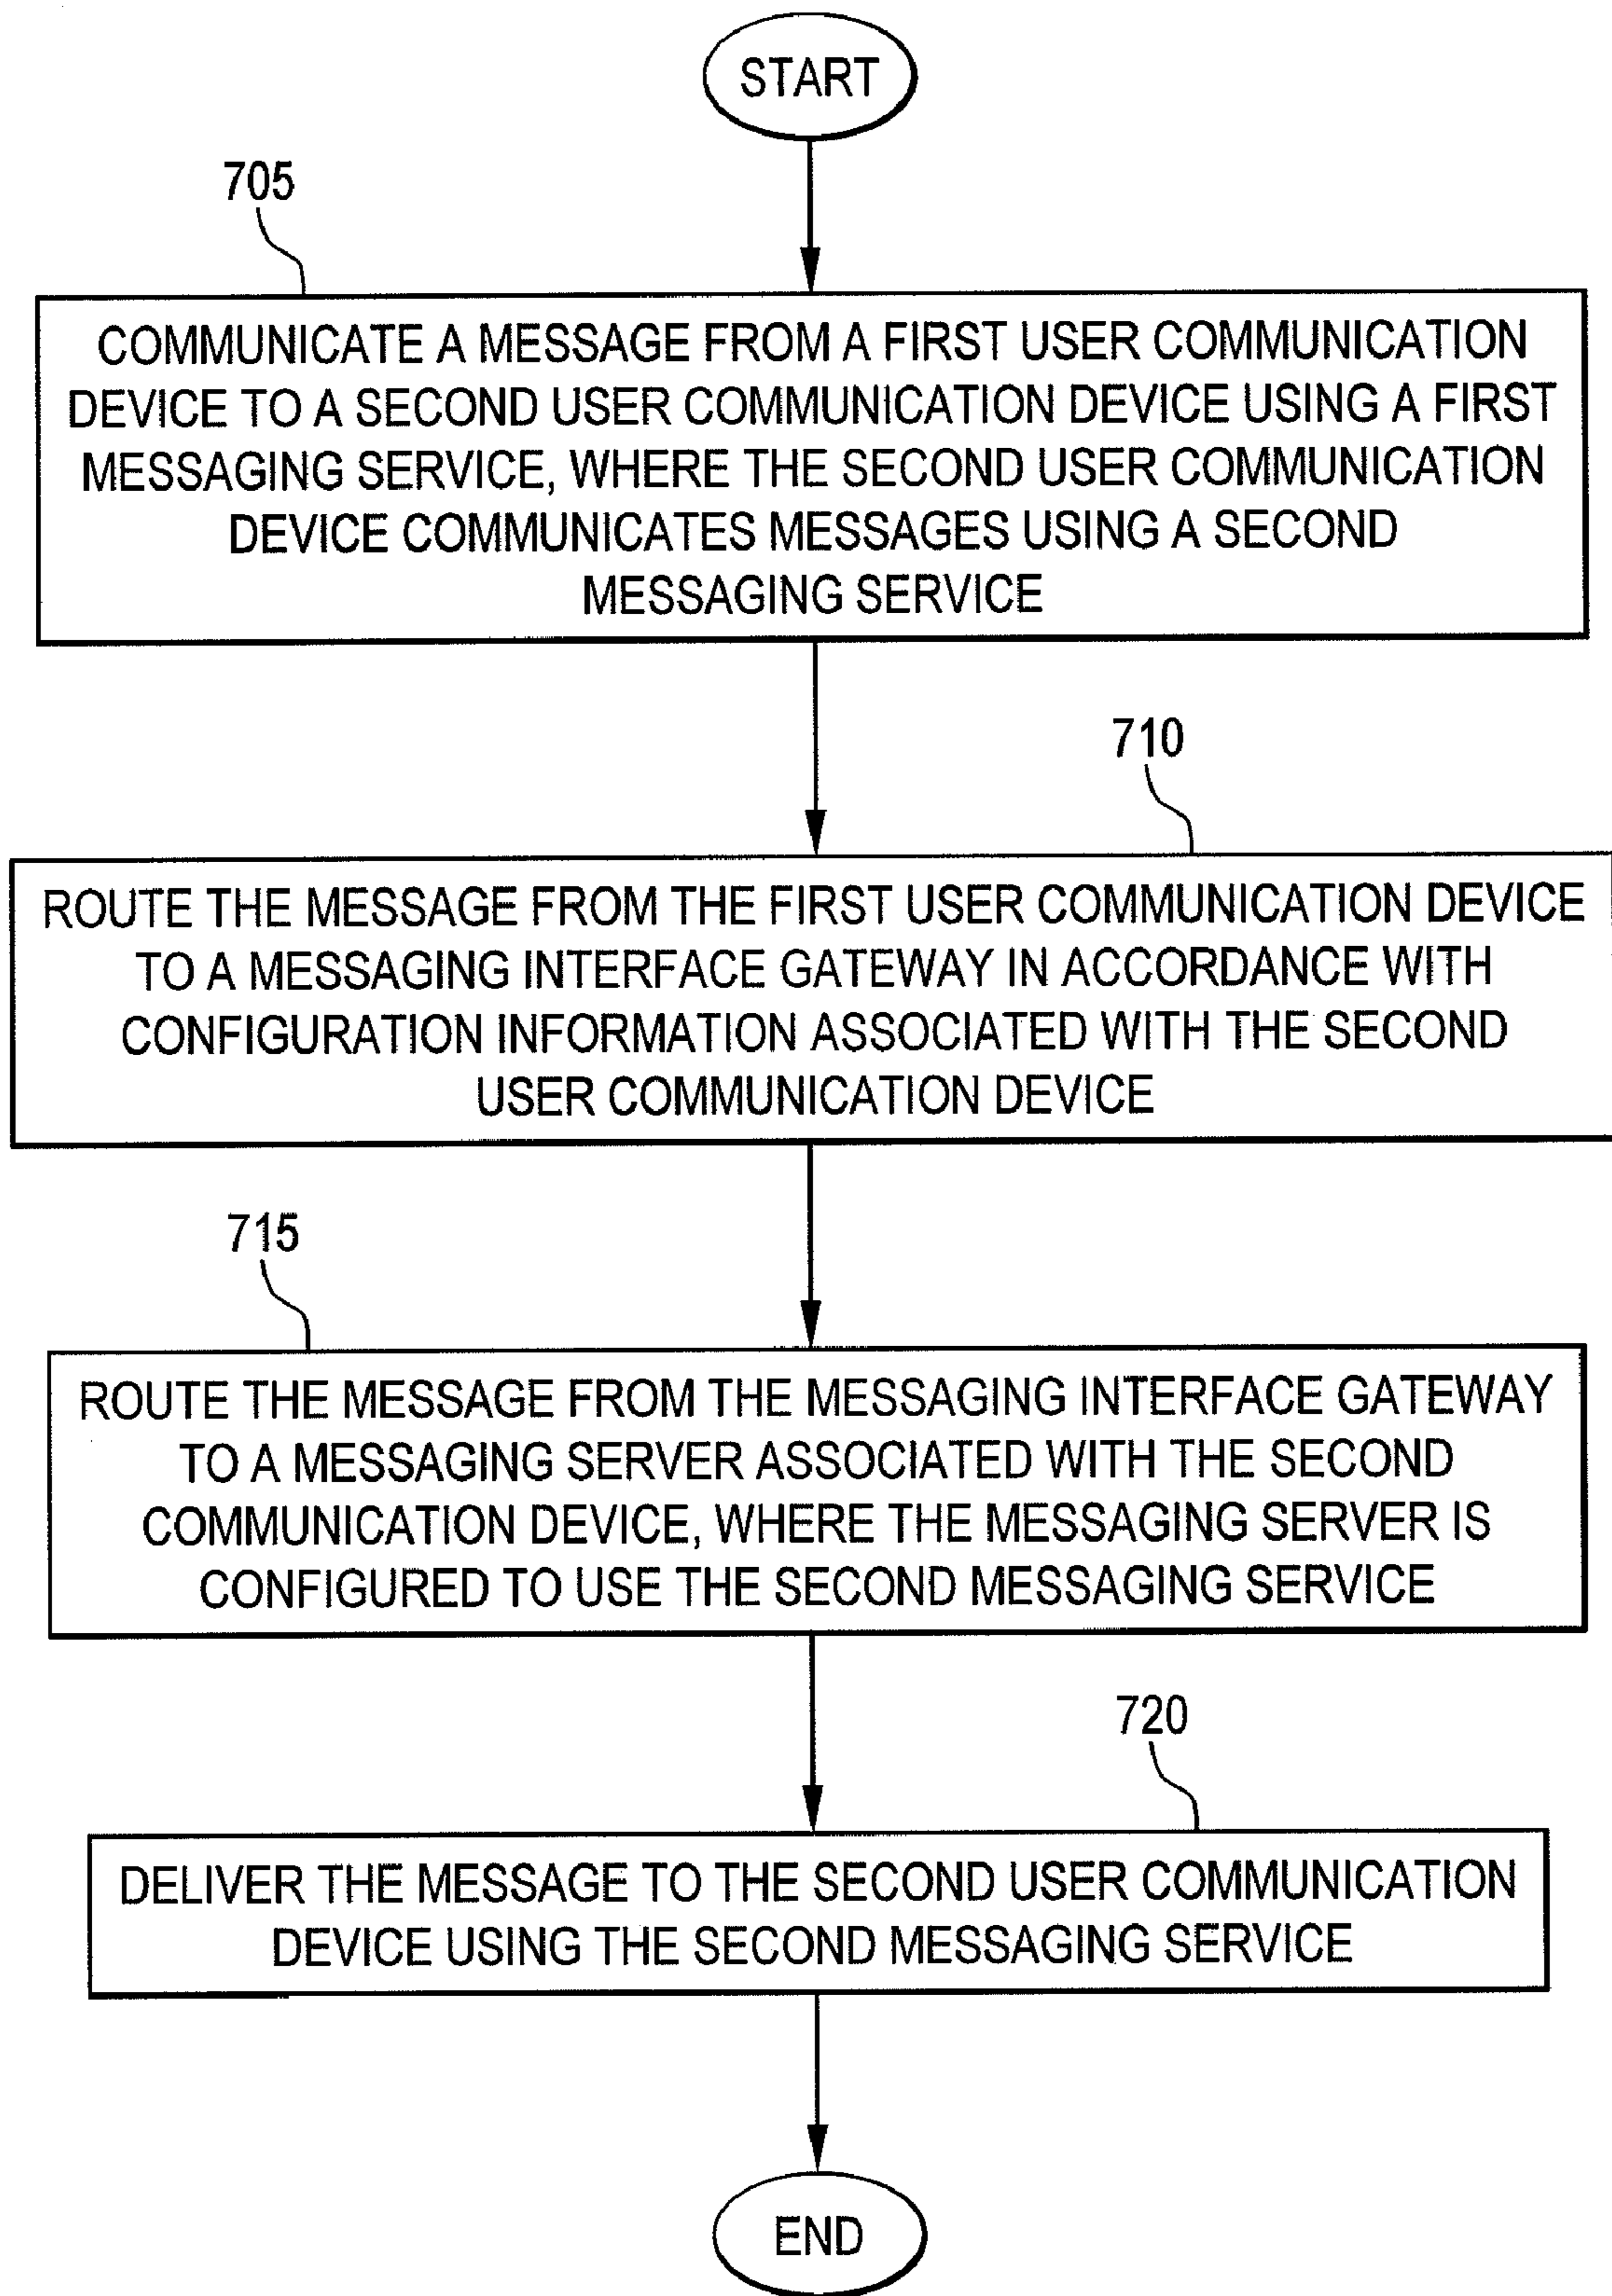 START
705
COMMUNICATE A MESSAGE FROM A FIRST USER COMMUNICATION
DEVICE TO A SECOND USER COMMUNICATION DEVICE USING A FIRST
MESSAGING SERVICE, WHERE THE SECOND USER COMMUNICATION
DEVICE COMMUNICATES MESSAGES USING A SECOND
MESSAGING SERVICE
710
ROUTE THE MESSAGE FROM THE FIRST USER COMMUNICATION DEVICE
TO A MESSAGING INTERFACE GATEWAY IN ACCORDANCE WITH
CONFIGURATION INFORMATION ASSOCIATED WITH THE SECOND
USER COMMUNICATION DEVICE
715
ROUTE THE MESSAGE FROM THE MESSAGING INTERFACE GATEWAY
TO A MESSAGING SERVER ASSOCIATED WITH THE SECOND
COMMUNICATION DEVICE, WHERE THE MESSAGING SERVER IS
CONFIGURED TO USE THE SECOND MESSAGING SERVICE
720
DELIVER THE MESSAGE TO THE SECOND USER COMMUNICATION
DEVICE USING THE SECOND MESSAGING SERVICE
END